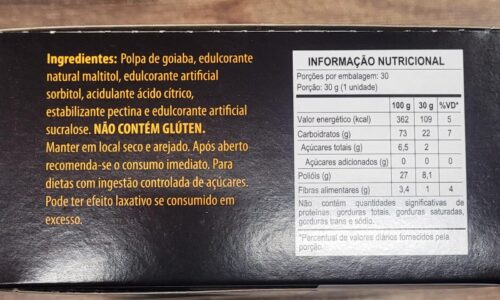 Ingredientes: Polpa de goiaba, edulcorante
natural maltitol, edulcorante artificial
sorbitol, acidulante ácido cítrico,
estabilizante pectina e edulcorante artificial
sucralose. NÃO CONTÉM GLÚTEN.
Manter em local seco e arejado. Após aberto
recomenda-se o consumo imediato. Para
dietas com ingestão controlada de açúcares.
Pode ter efeito laxativo se consumido em
excesso.
INFORMAÇÃO NUTRICIONAL
Porções por embalagem: 30
Porção: 30 g (1 unidade)
100 g 30 g %VD*
Valor energético (kcal) 362 109 5
Carboidratos (g) 73 22 7
Açúcares totais (g) 6,5 2
Açúcares adicionados (g) 0 0 0
Polióis (g) 27 8,1
Fibras alimentares (g) 3,4 1 4
Não contém quantidades significativas de
proteínas, gorduras totais, gorduras saturadas,
gorduras trans e sódio.
*Percentual de valores diários fornecidos pela
porção.